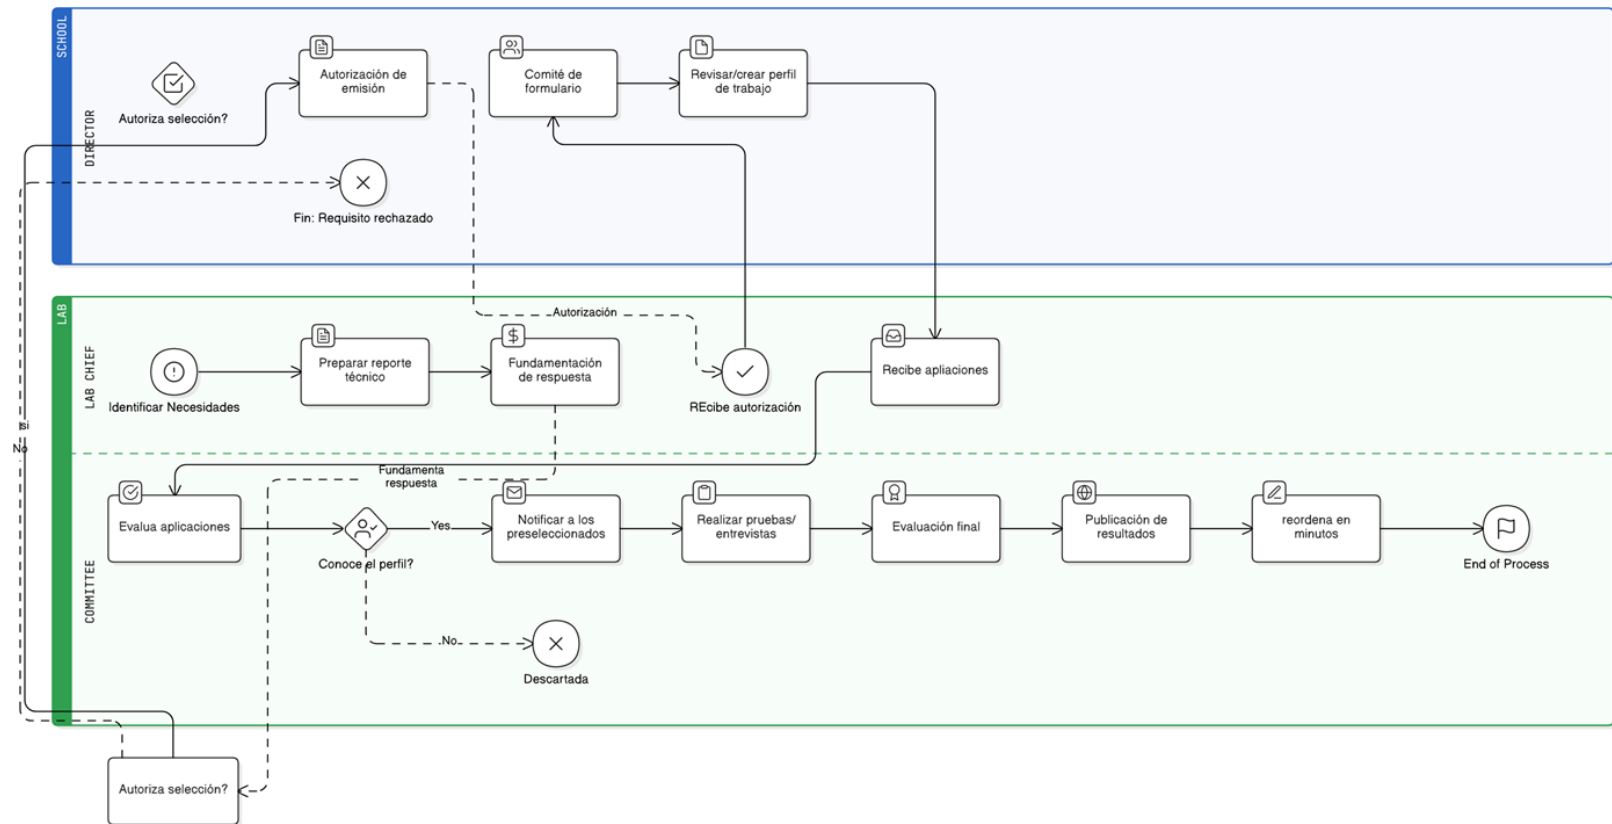 SCHOOL
DIRECTOR
Autoriza selección?
Autorización de
emisión
Comité de
formulario
Revisar/crear perfil
de trabajo
Fin: Requisito rechazado
LAB
LAB CHIEF
Autorización
Identificar Necesidades
Preparar reporte
técnico
Fundamentación
de respuesta
REcibe autorización
Recibe apliaciones
si
No
Fundamenta
respuesta
COMMITTEE
Evalua aplicaciones
Conoce el perfil?
Yes
Notificar a los
preseleccionados
Realizar pruebas/
entrevistas
Evaluación final
Publicación de
resultados
reordena en
minutos
End of Process
No
Descartada
Autoriza selección?